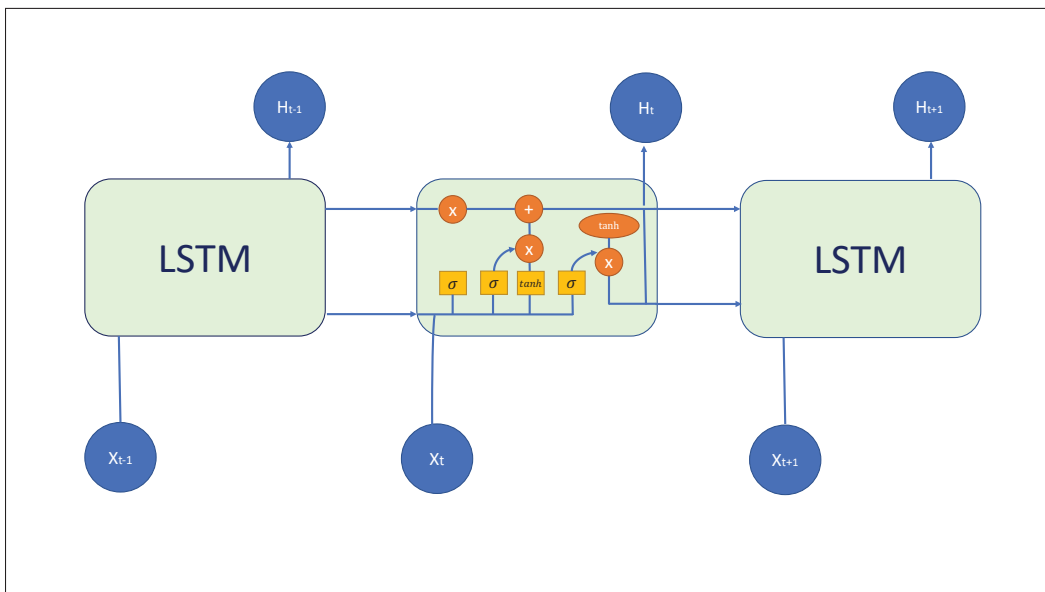 Ht-1
Ht
Ht+1
LSTM
x
+
tanh
x
x
σ
σ
tanh
σ
LSTM
Xt-1
Xt
Xt+1